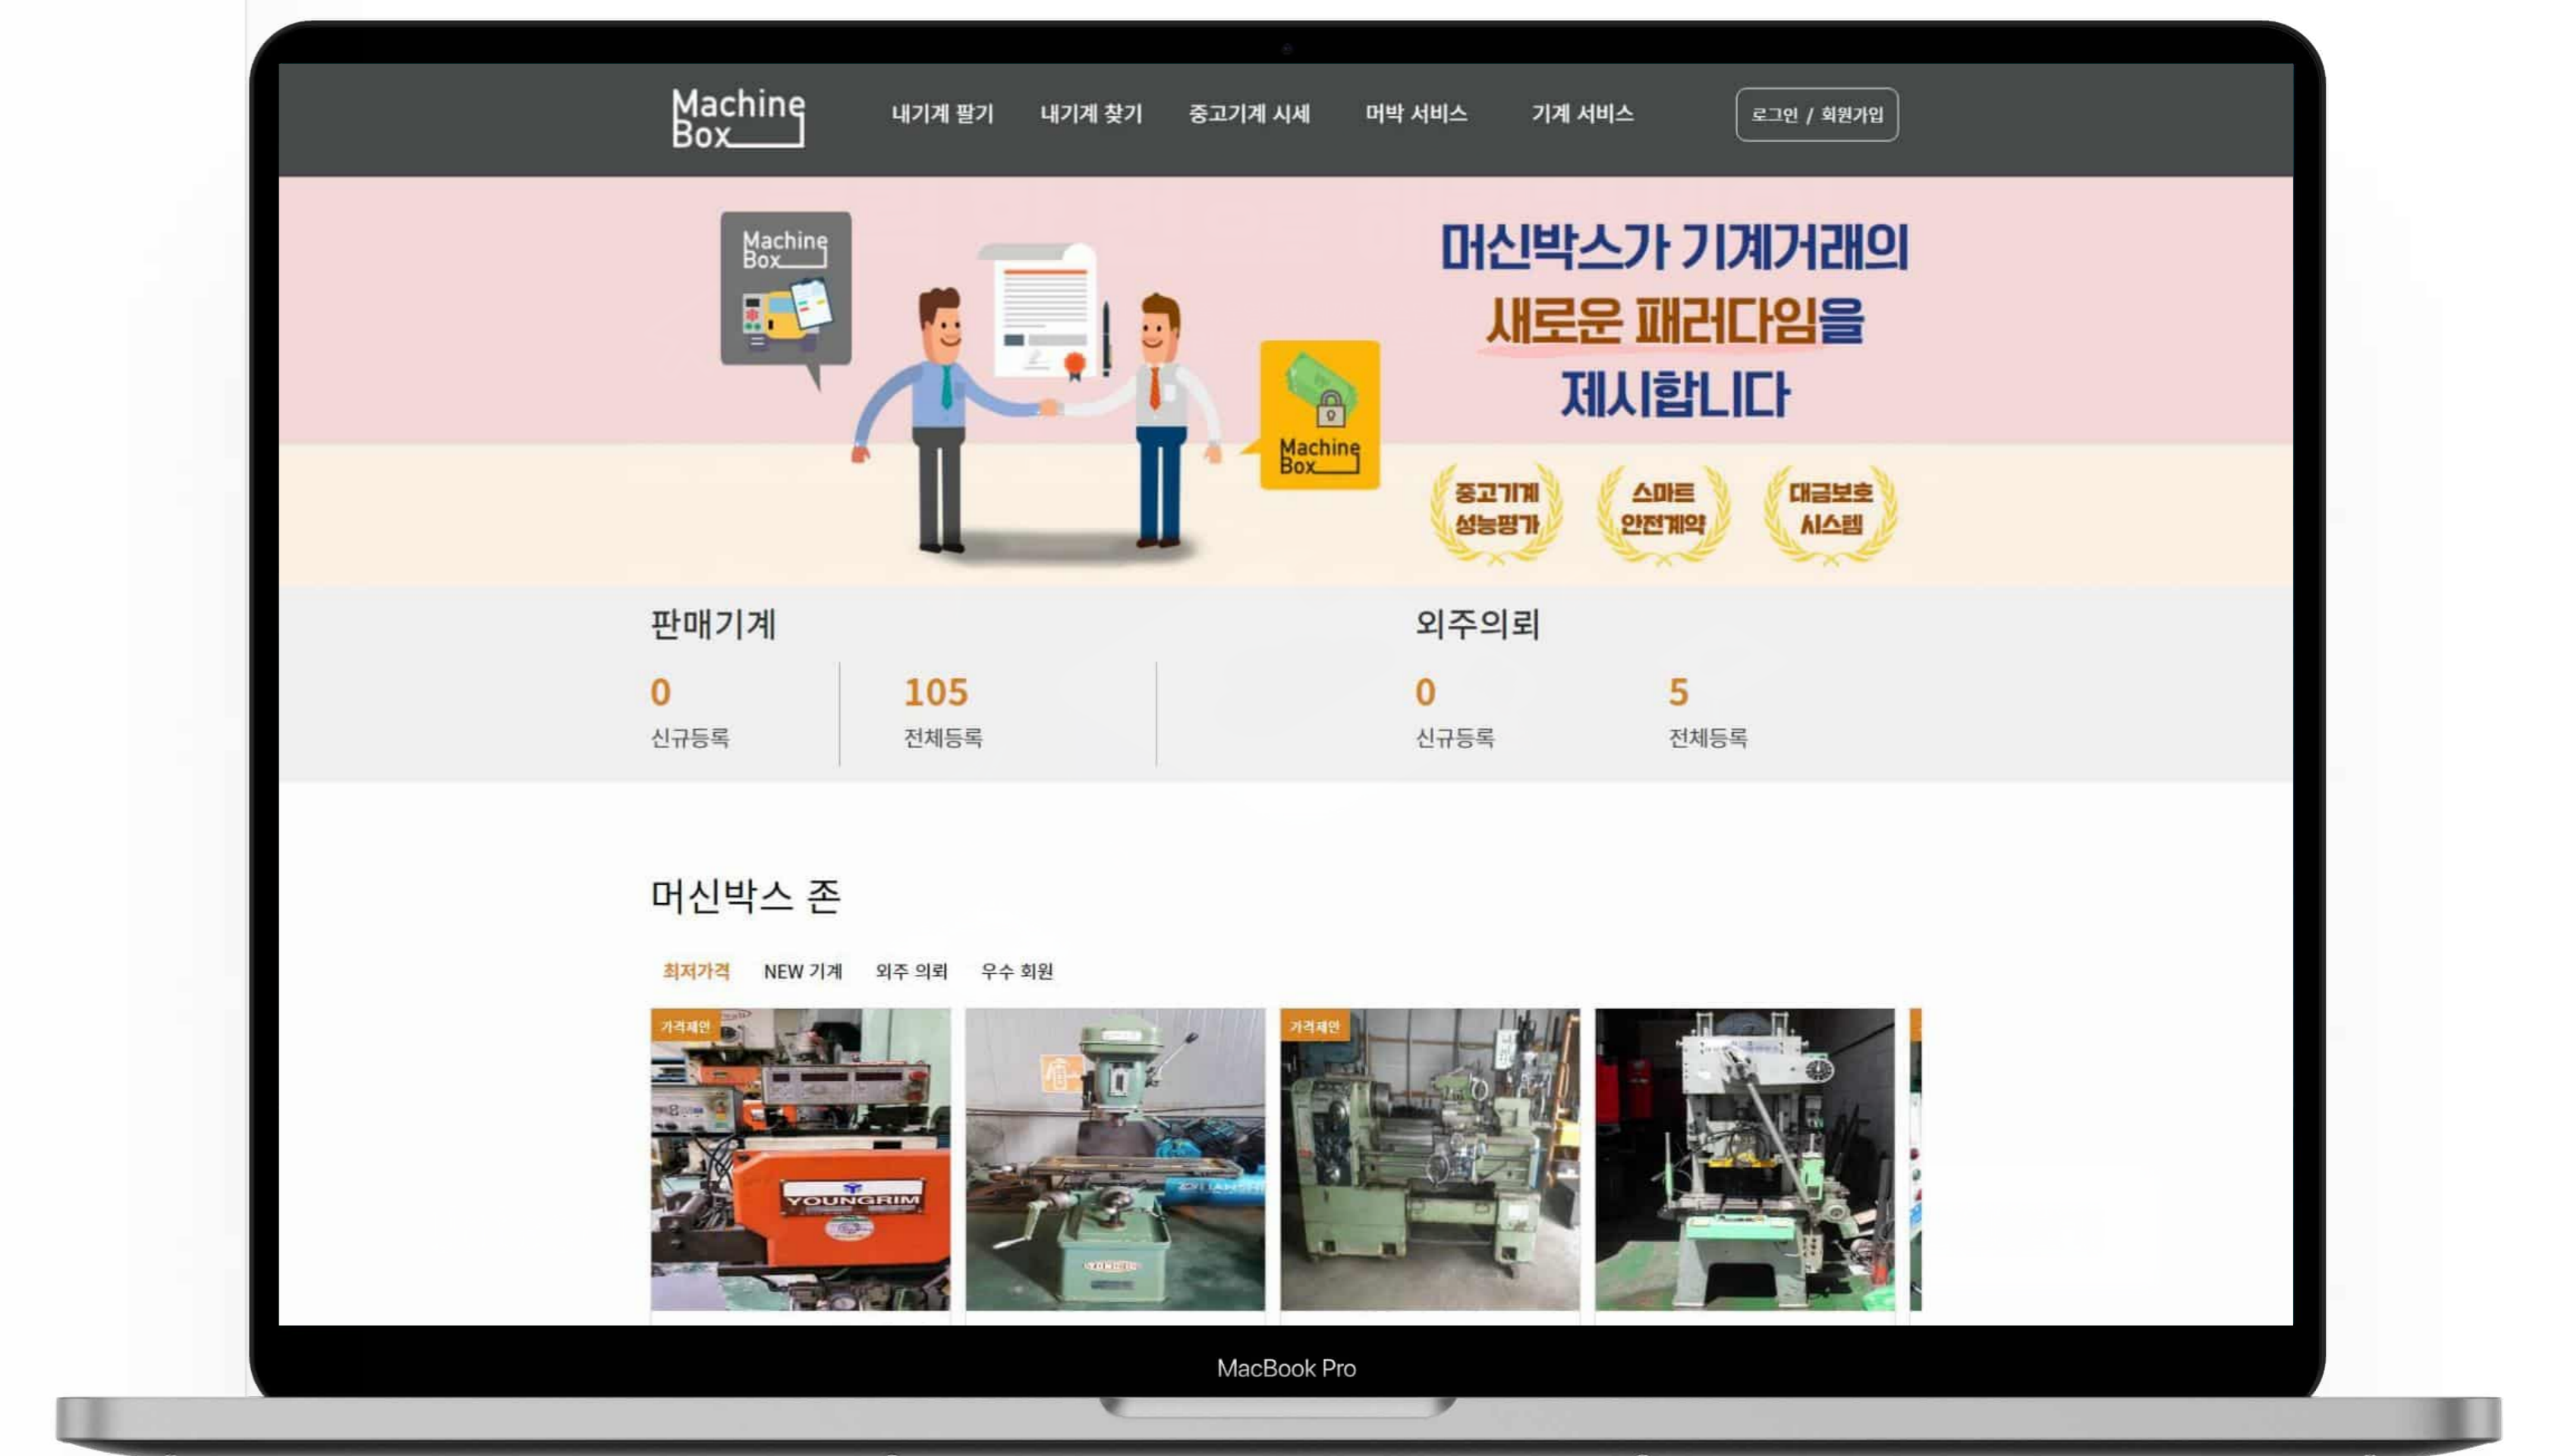 Machine
Box
내기계 팔기
내기계 찾기
중고기계 시세
머박 서비스
기계 서비스
로그인 / 회원가입
Machine
Box
Machine
Box
머신박스가 기계거래의
새로운 패러다임을
제시합니다
중고기계
성능평가
스마트
안전계약
대금보호
시스템
판매기계
0
신규등록
105
전체등록
외주의뢰
0
신규등록
5
전체등록
머신박스 존
최저가격
NEW 기계
외주 의뢰
우수 회원
가격제안
가격제안
YOUNGRIM
MacBook Pro